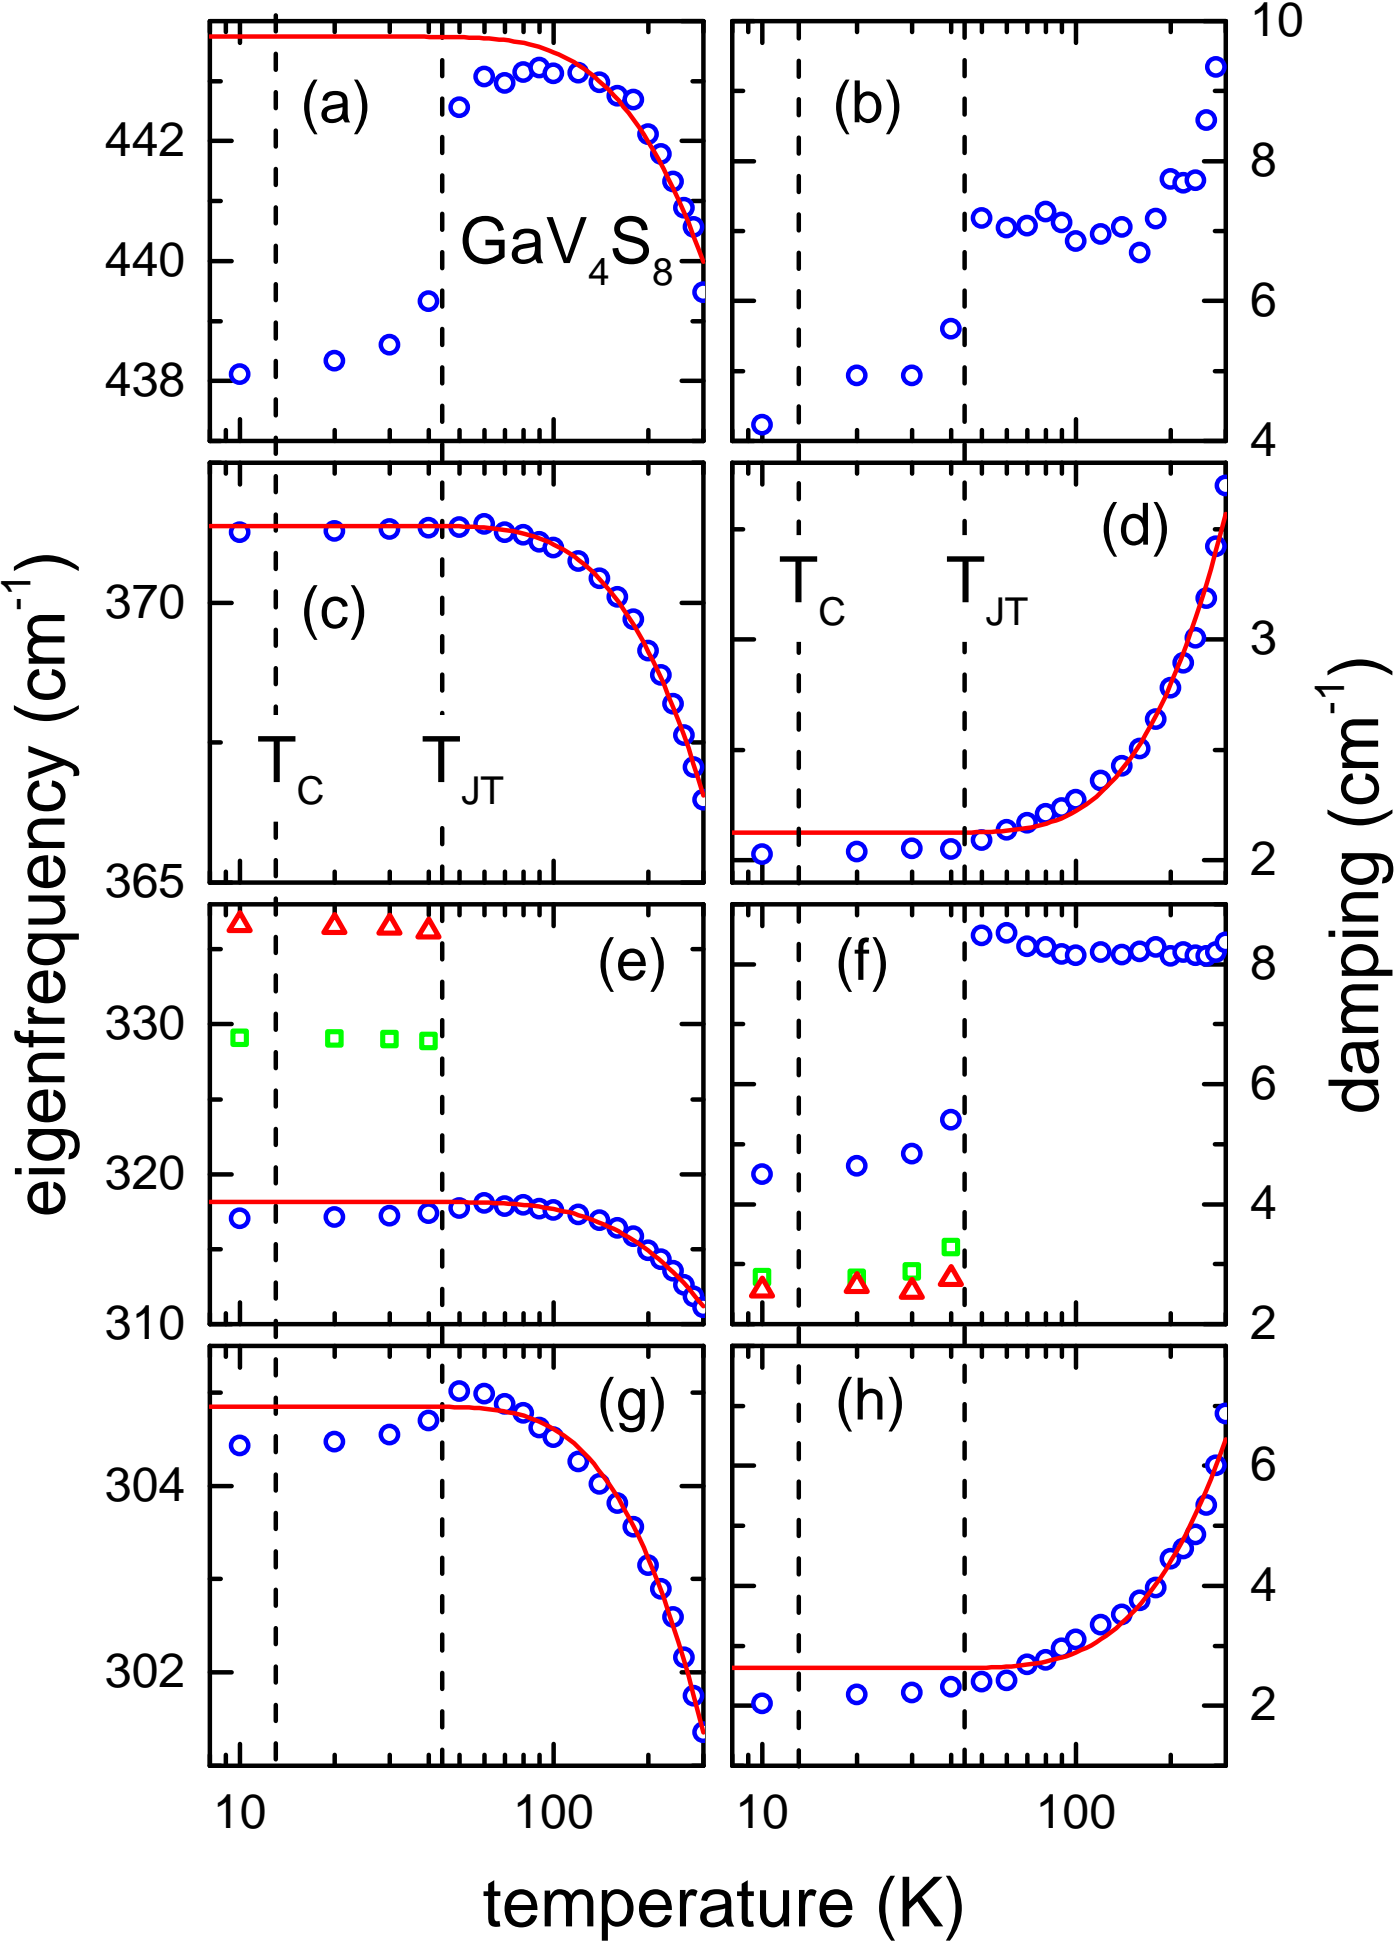 10
(a)
(b)
442
8
GaV4S8
440
6
438
4
(d)
370
(c)
TC
TJT
3
TC
TJT
2
365
(e)
(f)
8
330
6
320
4
310
2
(g)
(h)
304
6
4
302
2
10
100
10
100
temperature (K)
eigenfrequency (cm-1)
damping (cm-1)